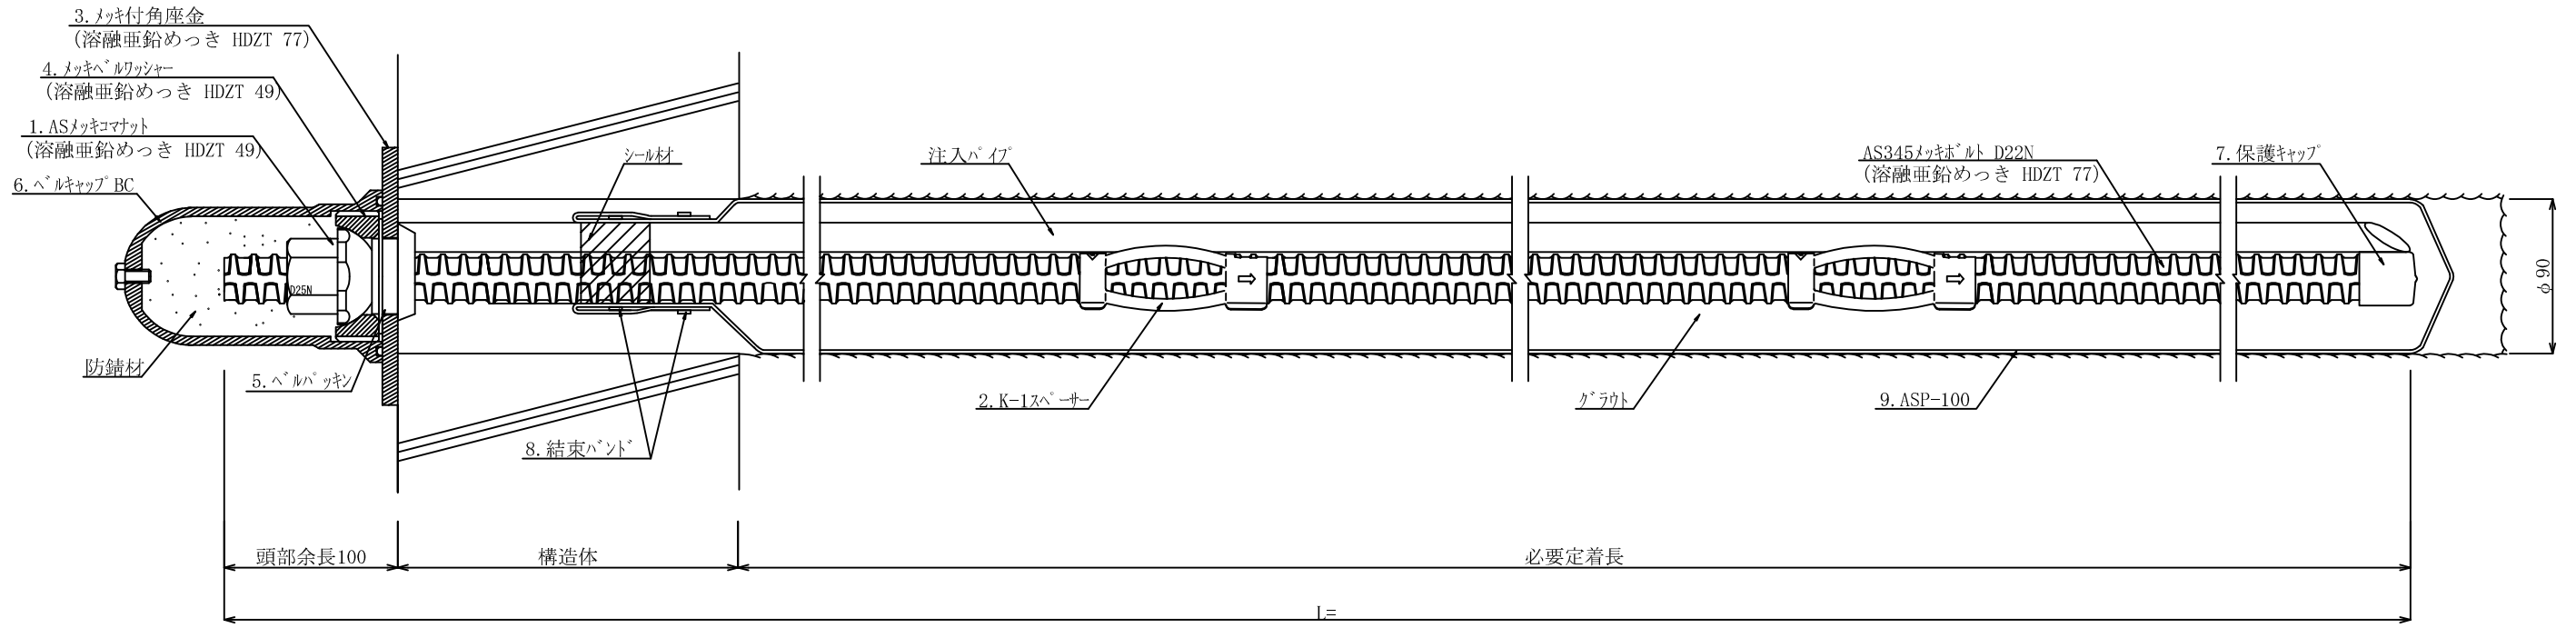 3.ﾒｯｷ付角座金
(溶融亜鉛めっき HDZT 77)
4.ﾒｯｷﾍﾞﾙﾜｯｼｬｰ
(溶融亜鉛めっき HDZT 49)
1.ASﾒｯｷｺﾏﾅｯﾄ
(溶融亜鉛めっき HDZT 49)
6.ﾍﾞﾙｷｬｯﾌﾟBC
ｼｰﾙ材
注入ﾊﾟｲﾌﾟ
AS345ﾒｯｷﾎﾞﾙﾄ D22N
(溶融亜鉛めっき HDZT 77)
7.保護ｷｬｯﾌﾟ
φ90
D25N
防錆材
5.ﾍﾞﾙﾊﾟｯｷﾝ
8.結束ﾊﾞﾝﾄﾞ
2.K-1ｽﾍﾟｰｻｰ
ｸﾞﾗｳﾄ
9.ASP-100
頭部余長100
構造体
必要定着長
L=